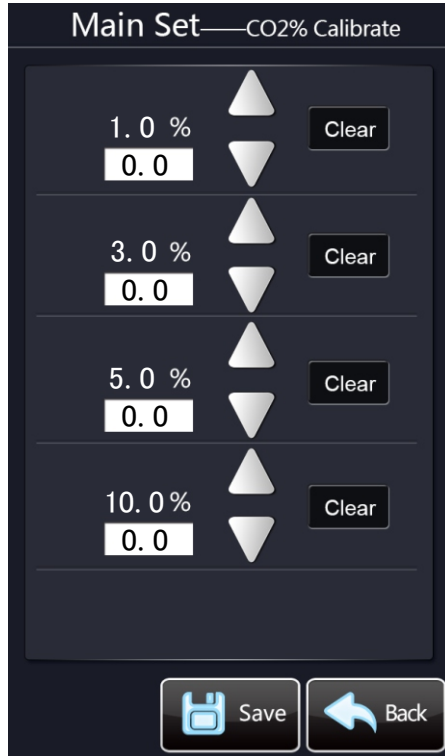 Main Set——CO2% Calibrate
1.0 %
0.0
Clear
3.0 %
0.0
Clear
5.0 %
0.0
Clear
10.0%
0.0
Clear
Save
Back